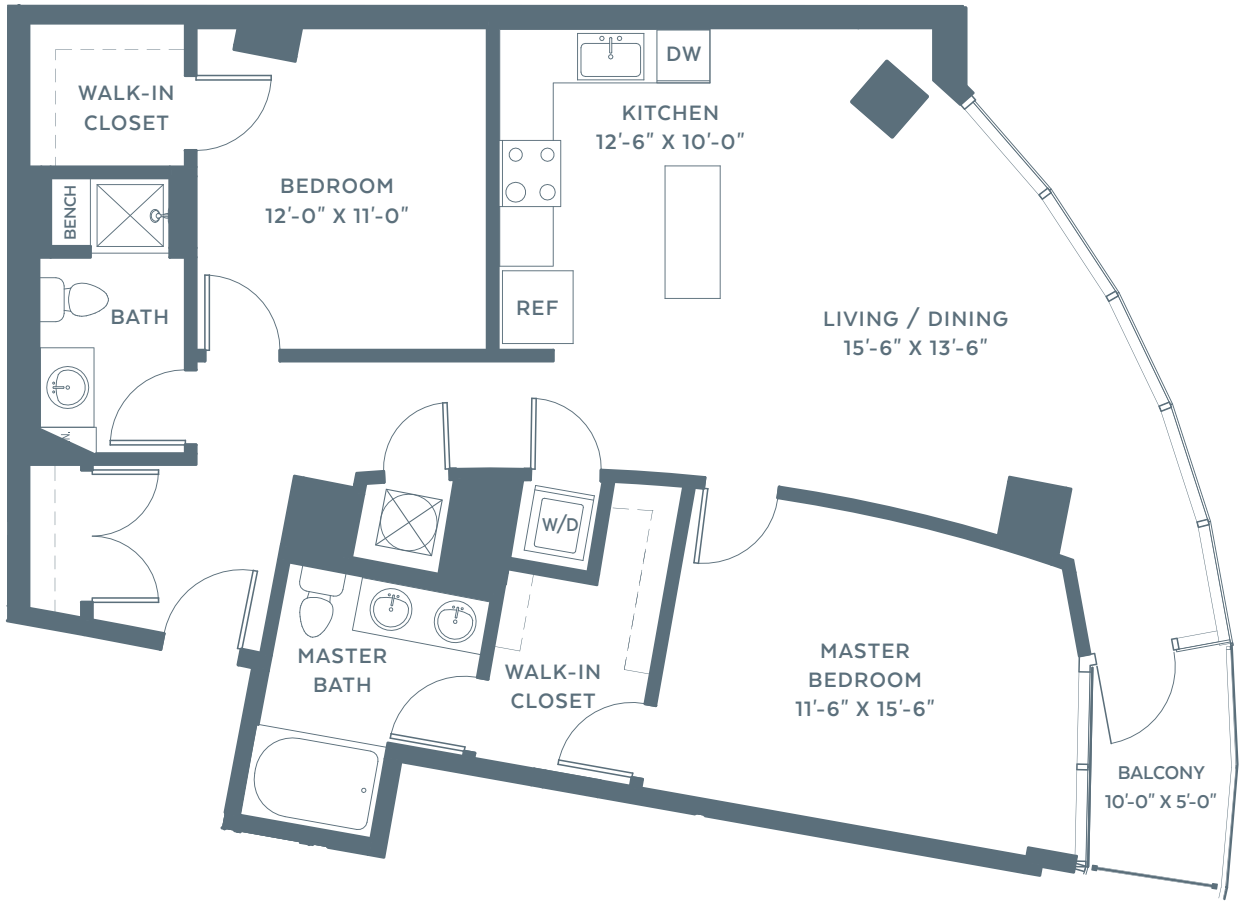 WALK-IN
CLOSET
DW
KITCHEN
12'-6" X 10'-0"
BENCH
BEDROOM
12'-0" X 11'-0"
BATH
REF
LIVING / DINING
15'-6" X 13'-6"
W/D
MASTER
BATH
WALK-IN
CLOSET
MASTER
BEDROOM
11'-6" X 15'-6"
BALCONY
10'-0" X 5'-0"